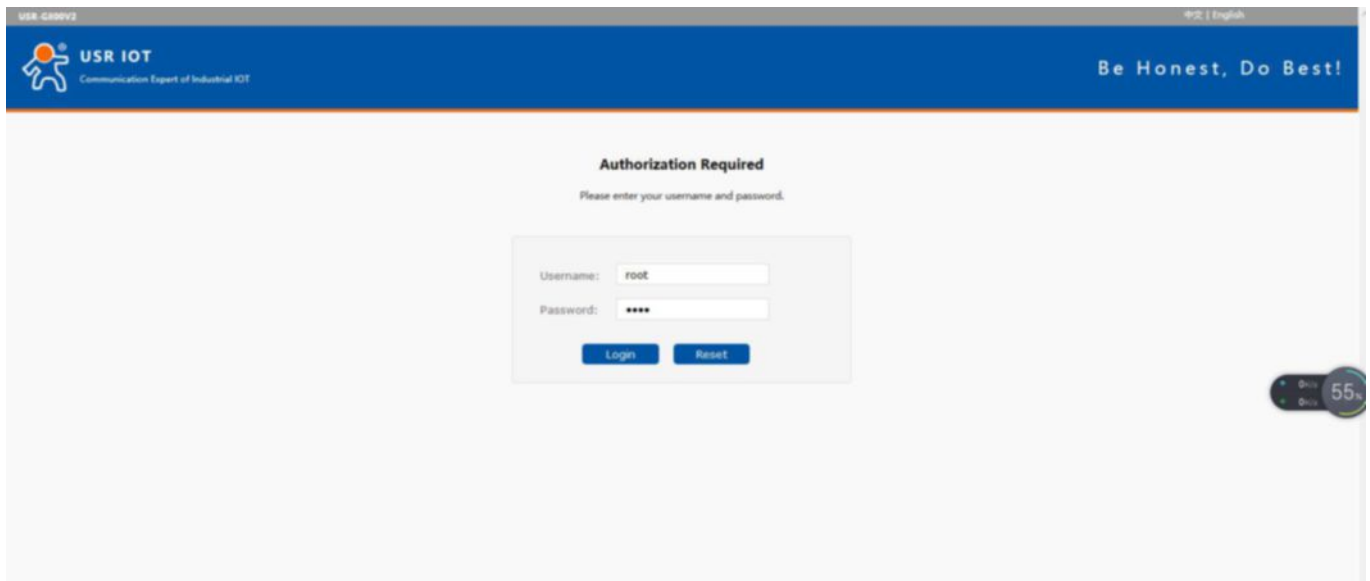 USR-G800V2
中文 | English
USR IOT
Communication Expert of Industrial IOT
Be Honest, Do Best!
Authorization Required
Please enter your username and password.
Username: root
Password: ••••
Login Reset
55%